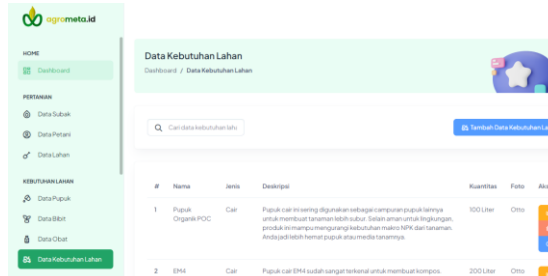 agrometa.id
HOME
Dashboard
PERTANIAN
Data Subak
Data Petani
Data Lahan
KEBUTUHAN LAHAN
Data Pupuk
Data Bibit
Data Obat
Data Kebutuhan Lahan
Data Kebutuhan Lahan
Dashboard / Data Kebutuhan Lahan
Cari data kebutuhan lahı
Tambah Data Kebutuhan La
# Nama Jenis Deskripsi Kuantitas Foto Aks
1 Pupuk Organik POC Cair Pupuk cair ini sering digunakan sebagai campuran pupuk lainnya 100 Liter Otto
untuk membuat tanaman lebih subur. Selain aman untuk lingkungan,
produk ini mampu mengurangi kebutuhan makro NPK dari tanaman.
Anda jadi lebih hemat pupuk atau media tanamnya.
2 EM4 Cair Pupuk cair EM4 sudah sangat terkenal untuk membuat kompos. 200 Liter Otto